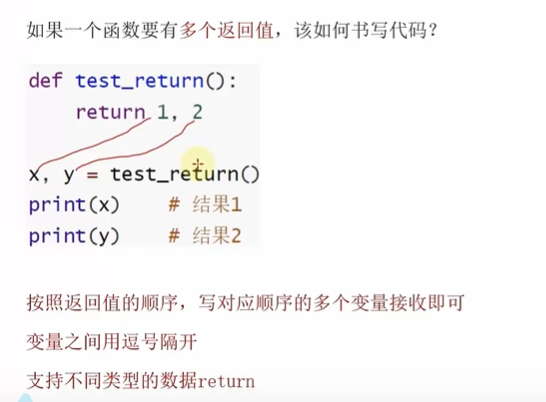 如果一个函数要有多个返回值，该如何书写代码？
def test_return():
    return 1, 2
x, y = test_return()
print(x)    # 结果1
print(y)    # 结果2
按照返回值的顺序，写对应顺序的多个变量接收即可
变量之间用逗号隔开
支持不同类型的数据return